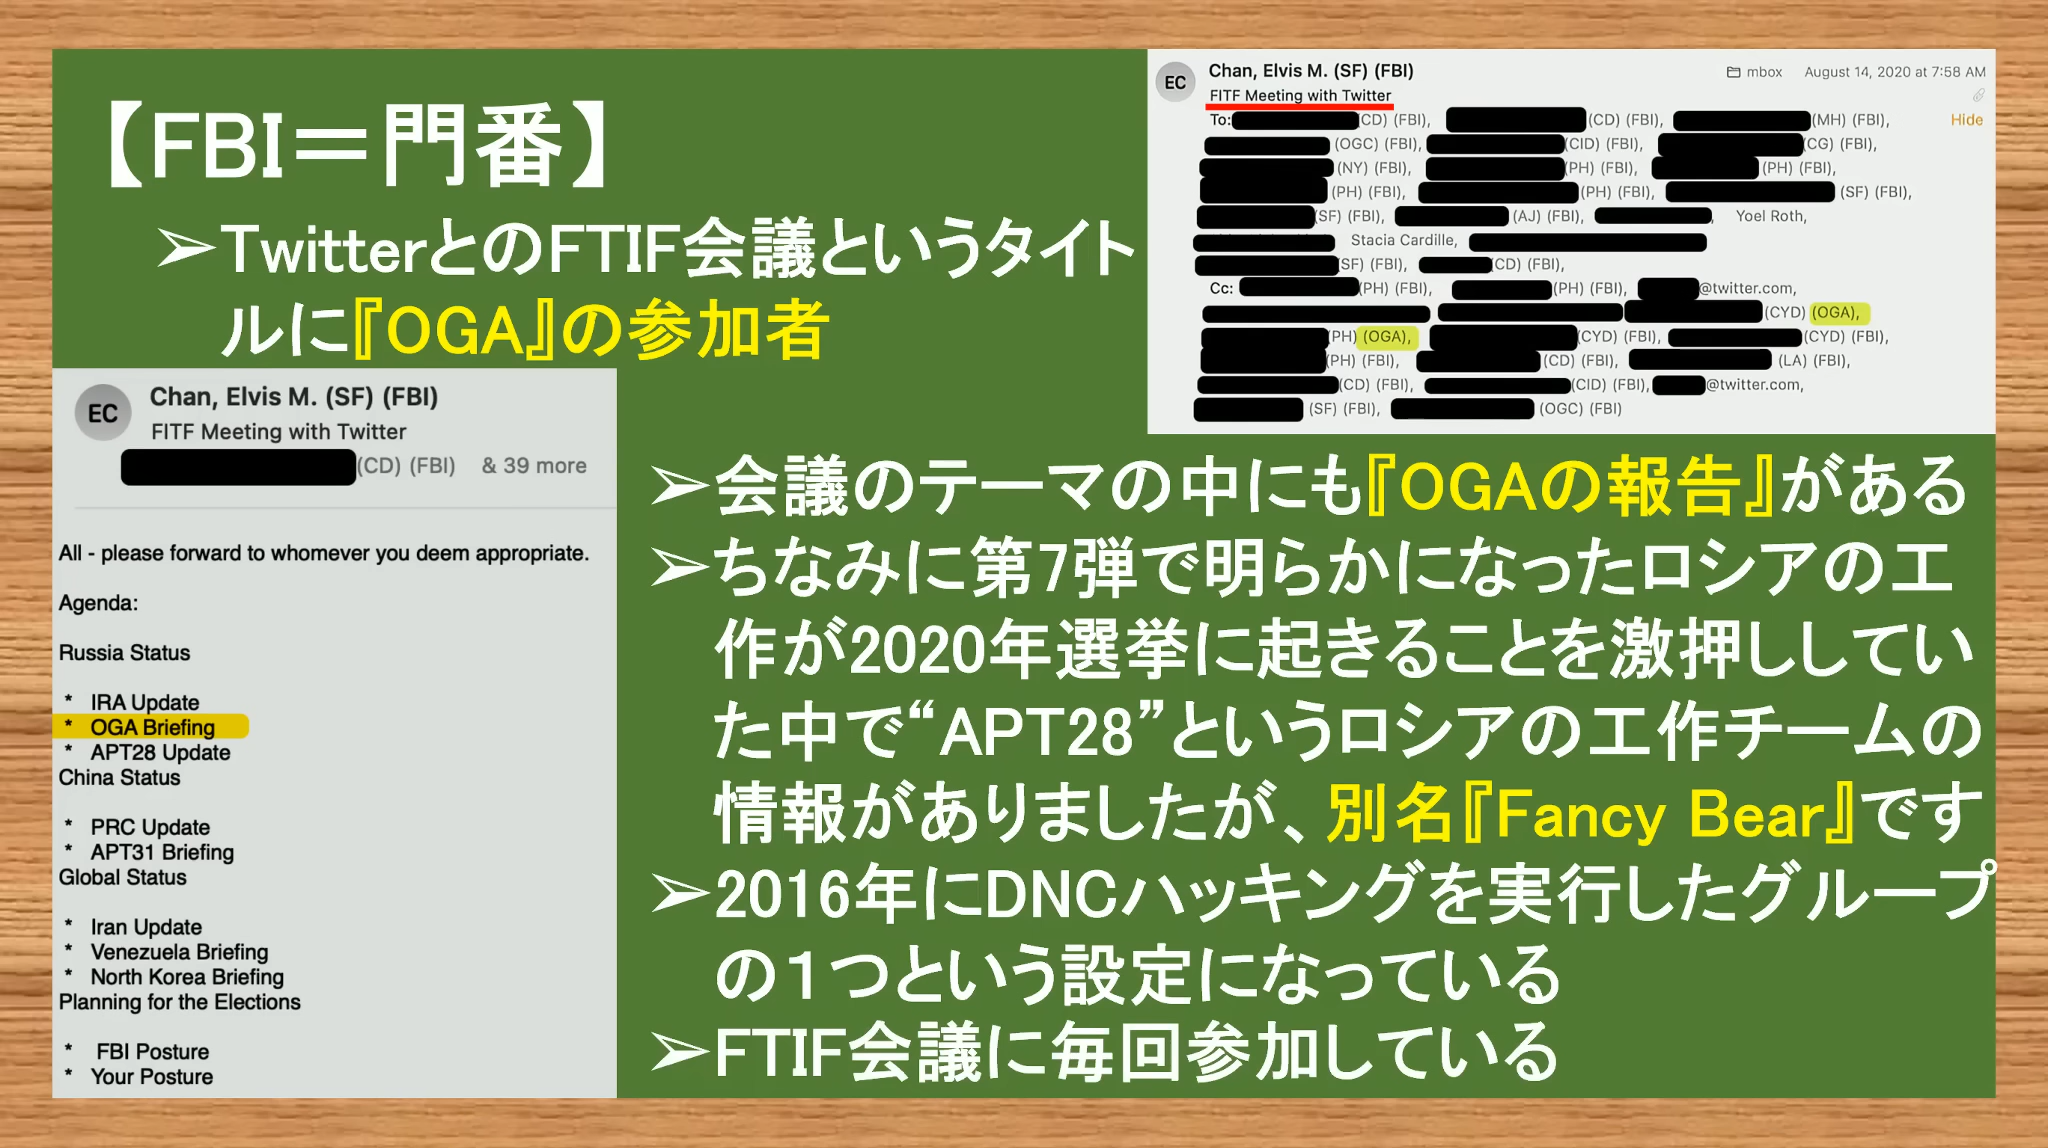 【FBI＝門番】
➢TwitterとのFTIF会議というタイト
ルに『OGA』の参加者
EC
Chan, Elvis M. (SF) (FBI)
mbox August 14, 2020 at 7:58 AM
FITF Meeting with Twitter
To: (CD) (FBI), (CD) (FBI), (MH) (FBI), Hide
(OGC) (FBI), (CID) (FBI), (CG) (FBI),
(NY) (FBI), (PH) (FBI), (PH) (FBI),
(PH) (FBI), (PH) (FBI), (SF) (FBI),
(SF) (FBI), (AJ) (FBI), , Yoel Roth,
Stacia Cardille,
(SF) (FBI), (CD) (FBI),
Cc: (PH) (FBI), (PH) (FBI), @twitter.com,
(CYD) (OGA),
(PH) (OGA), (CYD) (FBI), (CYD) (FBI),
(PH) (FBI), (CD) (FBI), (LA) (FBI),
(CD) (FBI), (CID) (FBI), @twitter.com,
(SF) (FBI), (OGC) (FBI)
EC
Chan, Elvis M. (SF) (FBI)
FITF Meeting with Twitter
(CD) (FBI) & 39 more
All - please forward to whomever you deem appropriate.
Agenda:
Russia Status
* IRA Update
* OGA Briefing
* APT28 Update
China Status
* PRC Update
* APT31 Briefing
Global Status
* Iran Update
* Venezuela Briefing
* North Korea Briefing
Planning for the Elections
* FBI Posture
* Your Posture
➢会議のテーマの中にも『OGAの報告』がある
➢ちなみに第7弾で明らかになったロシアの工
作が2020年選挙に起きることを激押ししてい
た中で“APT28”というロシアの工作チームの
情報がありましたが、別名『Fancy Bear』です
➢2016年にDNCハッキングを実行したグループ
の１つという設定になっている
➢FTIF会議に毎回参加している